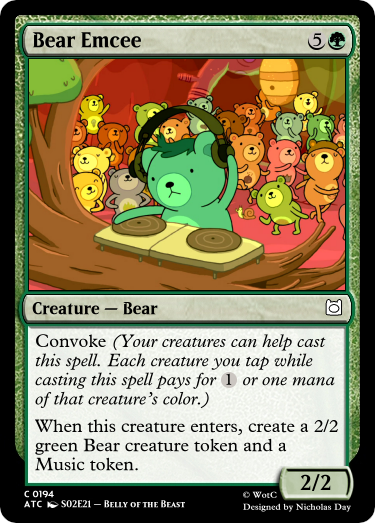 Bear Emcee 5
Creature — Bear
Convoke (Your creatures can help cast
this spell. Each creature you tap while
casting this spell pays for 1 or one mana
of that creature's color.)
When this creature enters, create a 2/2
green Bear creature token and a
Music token.
2/2
C 0194
ATC S02E21 – Belly of the Beast
© WotC
Designed by Nicholas Day